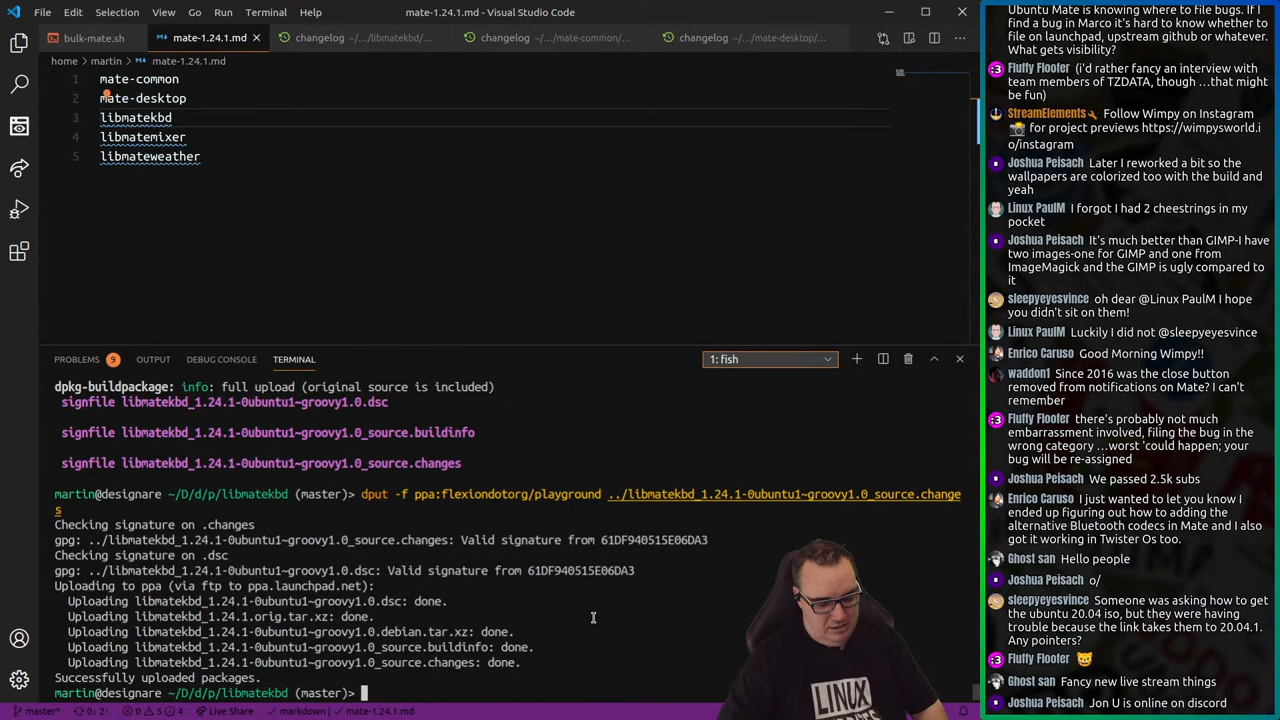 File Edit Selection View Go Run Terminal Help
mate-1.24.1.md - Visual Studio Code
bulk-mate.sh
mate-1.24.1.md
changelog ~/.../libmatekbd/...
changelog ~/.../mate-common/...
changelog ~/.../mate-desktop/...
home > martin > mate-1.24.1.md
1 mate-common
2 mate-desktop
3 libmatekbd
4 libmatemixer
5 libmateweather
PROBLEMS 9 OUTPUT DEBUG CONSOLE TERMINAL
1: fish
dpkg-buildpackage: info: full upload (original source is included)
signfile libmatekbd_1.24.1-0ubuntu1~groovy1.0.dsc
signfile libmatekbd_1.24.1-0ubuntu1~groovy1.0_source.buildinfo
signfile libmatekbd_1.24.1-0ubuntu1~groovy1.0_source.changes
martin@designare ~/D/d/p/libmatekbd (master)> dput -f ppa:flexiondotorg/playground ../libmatekbd_1.24.1-0ubuntu1~groovy1.0_source.change
s
Checking signature on .changes
gpg: ../libmatekbd_1.24.1-0ubuntu1~groovy1.0_source.changes: Valid signature from 61DF940515E06DA3
Checking signature on .dsc
gpg: ../libmatekbd_1.24.1-0ubuntu1~groovy1.0.dsc: Valid signature from 61DF940515E06DA3
Uploading to ppa (via ftp to ppa.launchpad.net):
Uploading libmatekbd_1.24.1-0ubuntu1~groovy1.0.dsc: done.
Uploading libmatekbd_1.24.1.orig.tar.xz: done.
Uploading libmatekbd_1.24.1-0ubuntu1~groovy1.0.debian.tar.xz: done.
Uploading libmatekbd_1.24.1-0ubuntu1~groovy1.0_source.buildinfo: done.
Uploading libmatekbd_1.24.1-0ubuntu1~groovy1.0_source.changes: done.
Successfully uploaded packages.
martin@designare ~/D/d/p/libmatekbd (master)>
master* 0↓ 2↑ 0 5 4 Live Share markdown | mate-1.24.1.md
LINUX
Ubuntu Mate is knowing where to file bugs. If I
find a bug in Marco it's hard to know whether to
file on launchpad, upstream github or whatever.
What gets visibility?
Fluffy Floofer (i'd rather fancy an interview with
team members of TZDATA, though ...that might
be fun)
StreamElements Follow Wimpy on Instagram
for project previews https://wimpysworld.i
o/instagram
Joshua Peisach Later I reworked a bit so the
wallpapers are colorized too with the build and
yeah
Linux PaulM I forgot I had 2 cheestrings in my
pocket
Joshua Peisach It's much better than GIMP-I have
two images-one for GIMP and one from
ImageMagick and the GIMP is ugly compared to
it
sleepyeyesvince oh dear @Linux PaulM I hope
you didn't sit on them!
Linux PaulM Luckily I did not @sleepyeyesvince
Enrico Caruso Good Morning Wimpy!!
waddon1 Since 2016 was the close button
removed from notifications on Mate? I can't
remember
Fluffy Floofer there's probably not much
embarrassment involved, filing the bug in the
wrong category ...worst 'could happen; your
bug will be re-assigned
Joshua Peisach We passed 2.5k subs
Enrico Caruso I just wanted to let you know I
ended up figuring out how to adding the
alternative Bluetooth codecs in Mate and I also
got it working in Twister Os too.
Ghost san Hello people
Joshua Peisach o/
sleepyeyesvince Someone was asking how to get
the ubuntu 20.04 iso, but they were having
trouble because the link takes them to 20.04.1.
Any pointers?
Fluffy Floofer
Ghost san Fancy new live stream things
Joshua Peisach Jon U is online on discord